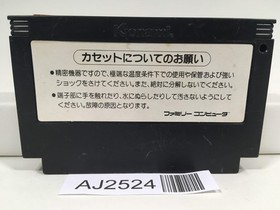 Konami
カセットについてのお願い
●精密機器ですので、極端な温度条件下での使用や保管および強い
ショックをさけてください。また、絶対に分解しないでください。
●端子部に手を触れたり、水にぬらしたりして汚さないようにして
ください。故障の原因となります。
ファミリーコンピュータ
AJ2524